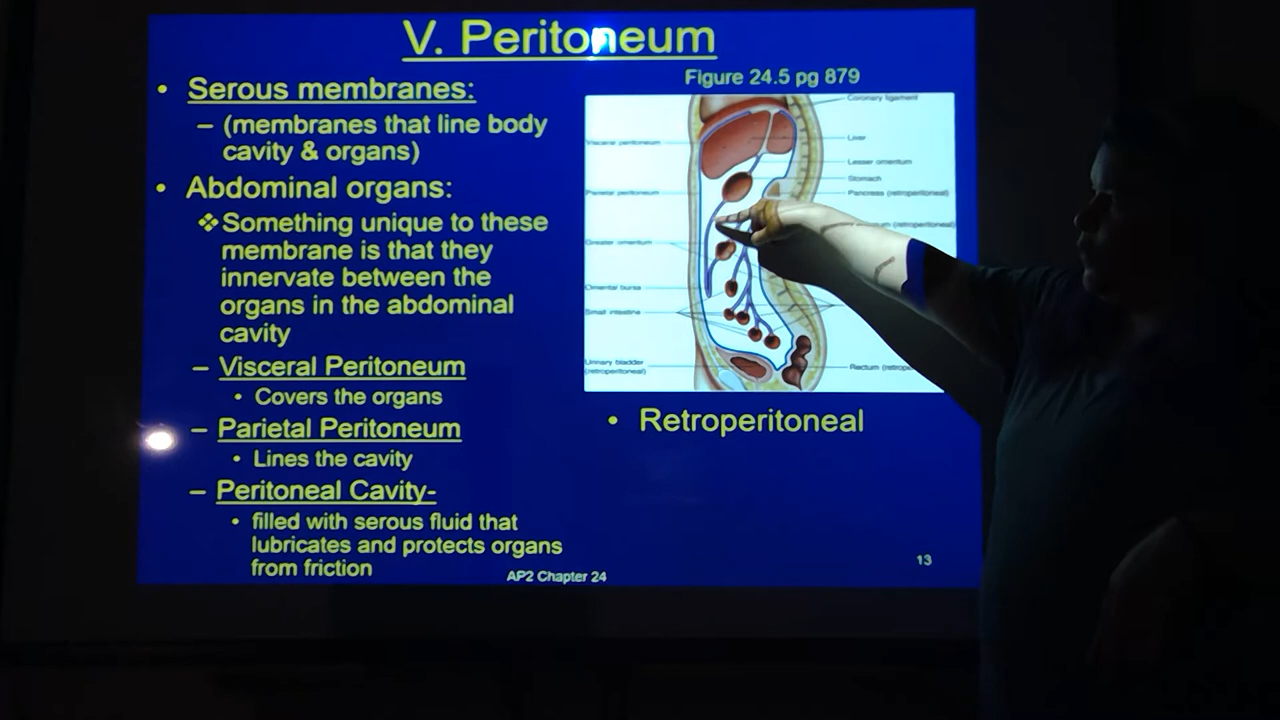 V. Peritoneum
• Serous membranes:
– (membranes that line body
cavity & organs)
• Abdominal organs:
❖Something unique to these
membrane is that they
innervate between the
organs in the abdominal
cavity
– Visceral Peritoneum
• Covers the organs
– Parietal Peritoneum
• Lines the cavity
– Peritoneal Cavity-
• filled with serous fluid that
lubricates and protects organs
from friction
Figure 24.5 pg 879
Visceral peritoneum
Parietal peritoneum
Greater omentum
Omental bursa
Small intestine
Urinary bladder
(retroperitoneal)
Coronary ligament
Liver
Lesser omentum
Stomach
Pancreas (retroperitoneal)
(retroperitoneal)
Rectum
• Retroperitoneal
AP2 Chapter 24
13